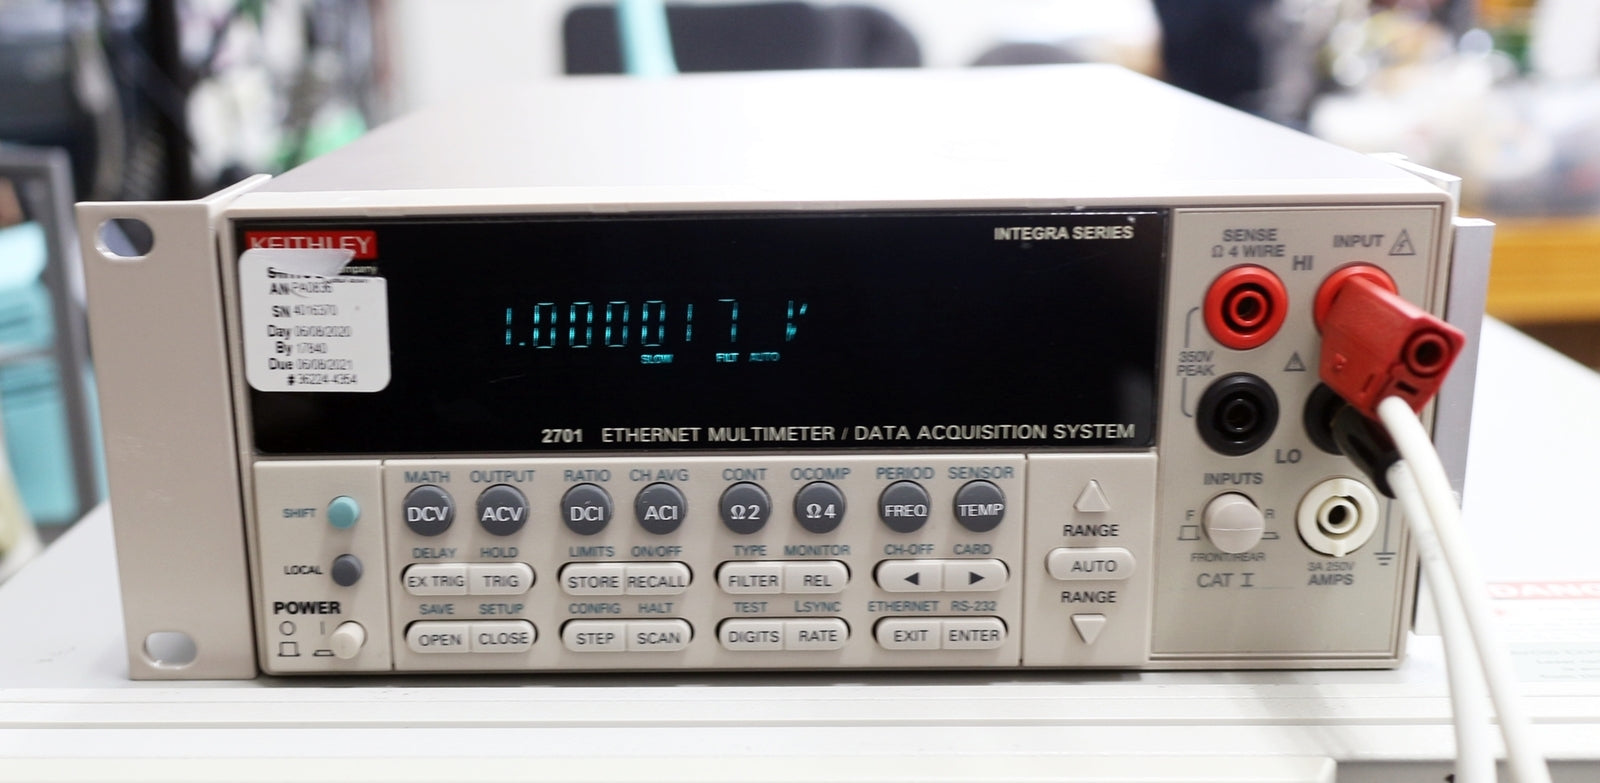 KEITHLEY
INTEGRA SERIES
SN 4016370
Day 06/08/2020
By 17840
Due 06/08/2021
# 36224-4364
1.000017 V
SLOW FILT AUTO
2701 ETHERNET MULTIMETER / DATA ACQUISITION SYSTEM
SENSE
Ω 4 WIRE
INPUT
HI
350V
PEAK
LO
INPUTS
F R
FRONT/REAR
CAT I
3A 250V
AMPS
SHIFT
LOCAL
POWER
O I
MATH OUTPUT RATIO CH AVG CONT OCOMP PERIOD SENSOR
DCV ACV DCI ACI Ω2 Ω4 FREQ TEMP
DELAY HOLD LIMITS ON/OFF TYPE MONITOR CH-OFF CARD
EX TRIG TRIG STORE RECALL FILTER REL ◀ ▶
SAVE SETUP CONFIG HALT TEST LSYNC ETHERNET RS-232
OPEN CLOSE STEP SCAN DIGITS RATE EXIT ENTER
RANGE
AUTO
RANGE